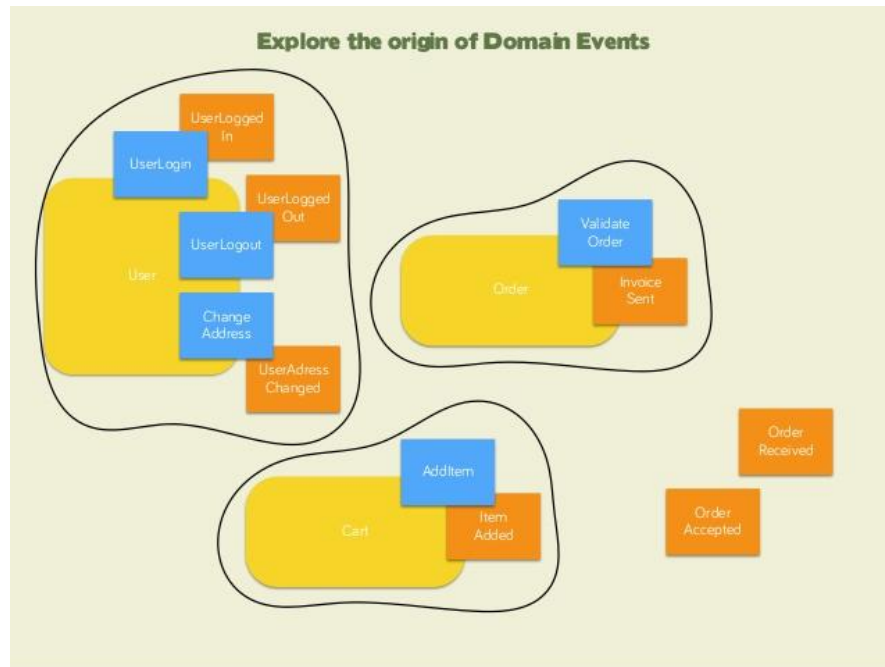 Explore the origin of Domain Events
UserLogged
In
UserLogin
UserLogged
Out
UserLogout
User
Change
Address
UserAdress
Changed
Validate
Order
Order
Invoice
Sent
AddItem
Item
Added
Cart
Order
Received
Order
Accepted